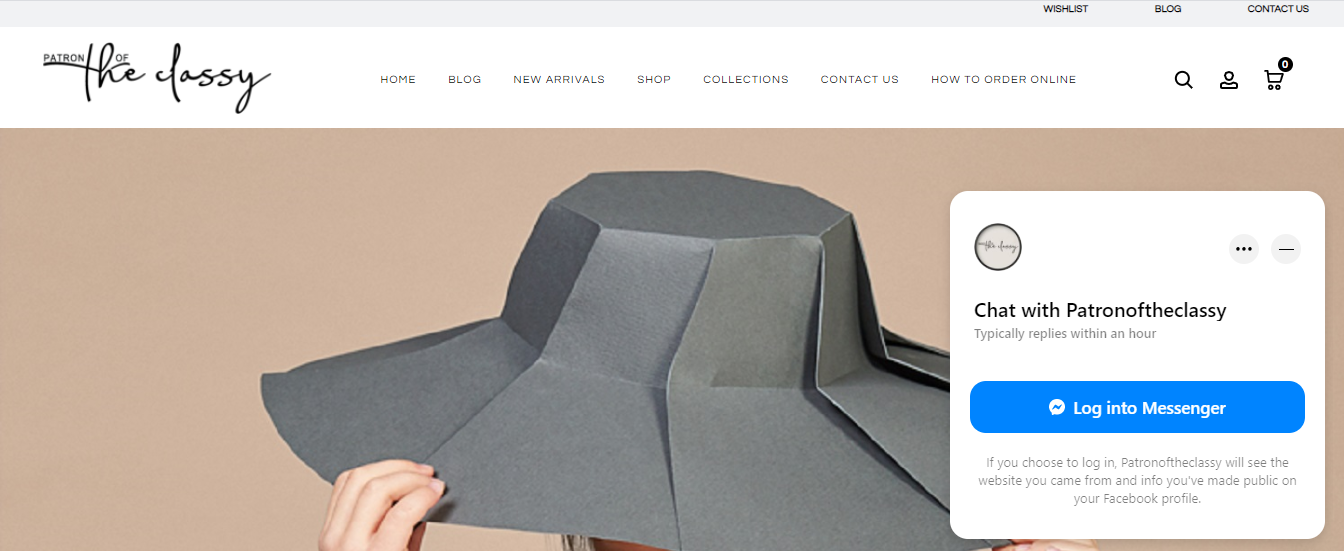 WISHLIST BLOG CONTACT US
PATRON OF
the classy
HOME BLOG NEW ARRIVALS SHOP COLLECTIONS CONTACT US HOW TO ORDER ONLINE
0
the classy
Chat with Patronoftheclassy
Typically replies within an hour
Log into Messenger
If you choose to log in, Patronoftheclassy will see the
website you came from and info you've made public on
your Facebook profile.